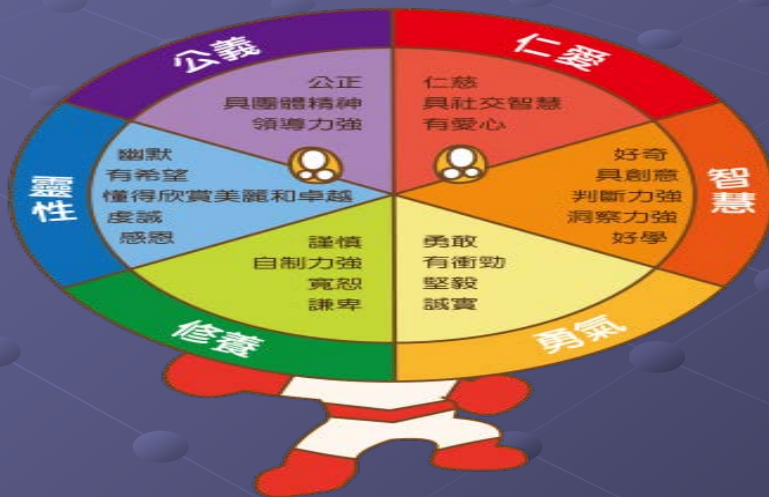 公義
公正
具團體精神
領導力強
仁愛
仁慈
具社交智慧
有愛心
智慧
好奇
具創意
判斷力強
洞察力強
好學
勇氣
勇敢
有衝勁
堅毅
誠實
修養
謹慎
自制力強
寬恕
謙卑
靈性
幽默
有希望
懂得欣賞美麗和卓越
虔誠
感恩